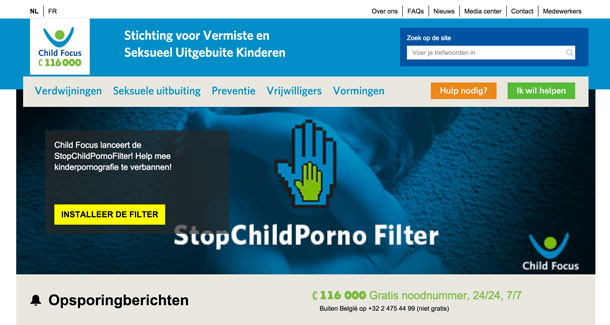 NL | FR
Over ons | FAQs | Nieuws | Media center | Contact | Medewerkers
Child Focus
116000
Stichting voor Vermiste en
Seksueel Uitgebuite Kinderen
Zoek op de site
Voer je trefwoorden in
Verdwijningen Seksuele uitbuiting Preventie Vrijwilligers Vormingen
Hulp nodig?
Ik wil helpen
Child Focus lanceert de
StopChildPornoFilter! Help mee
kinderpornografie te verbannen!
INSTALLEER DE FILTER
StopChildPorno Filter
Child Focus
Opsporingberichten
116 000 Gratis noodnummer, 24/24, 7/7
Buiten België op +32 2 475 44 99 (niet gratis)